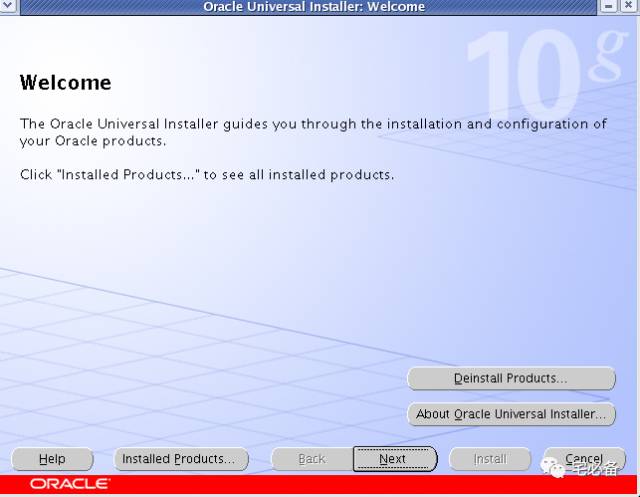 Oracle Universal Installer: Welcome
10g
Welcome
The Oracle Universal Installer guides you through the installation and configuration of
your Oracle products.
Click "Installed Products..." to see all installed products.
Deinstall Products...
About Oracle Universal Installer...
Help
Installed Products...
Back
Next
Install
Cancel
宅必备
ORACLE